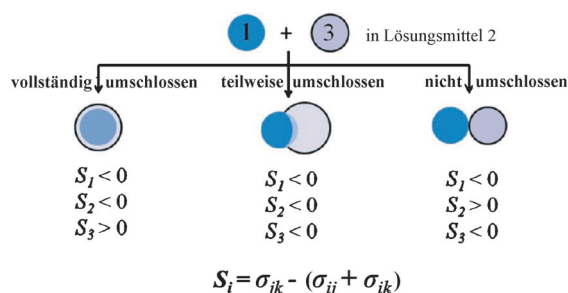 1 + 3 in Lösungsmittel 2
vollständig umschlossen teilweise umschlossen nicht umschlossen
S₁ < 0 S₁ < 0 S₁ < 0
S₂ < 0 S₂ < 0 S₂ > 0
S₃ > 0 S₃ < 0 S₃ < 0
Sᵢ = σⱼₖ - (σᵢⱼ + σᵢₖ)